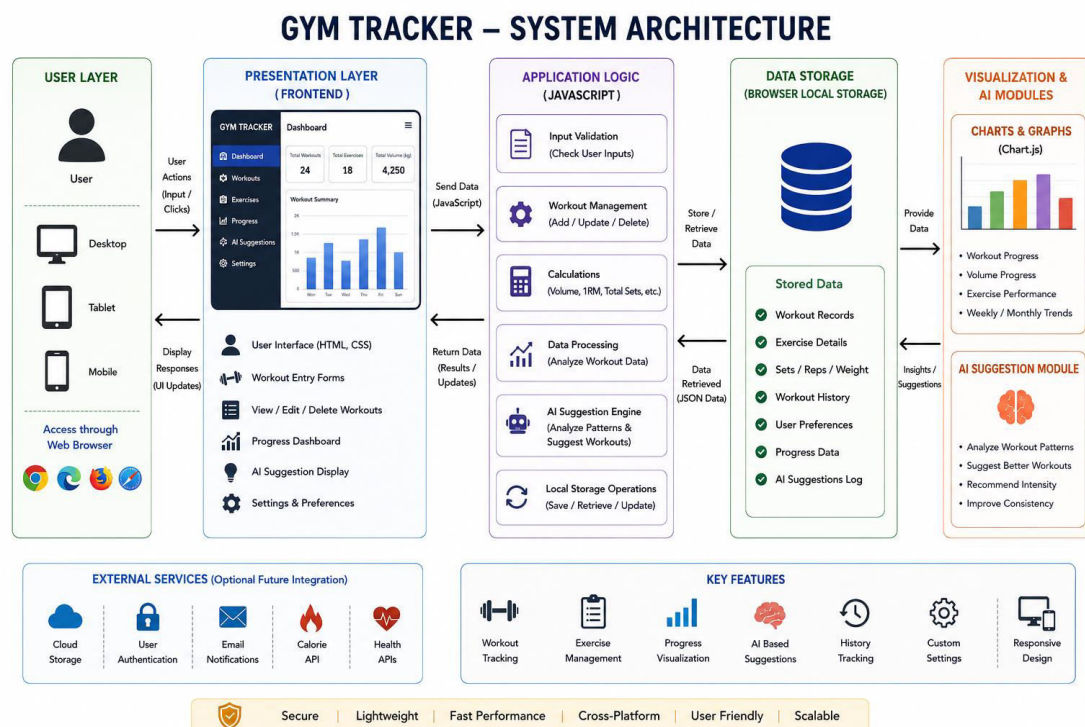 GYM TRACKER – SYSTEM ARCHITECTURE
USER LAYER
User
Desktop
Tablet
Mobile
Access through
Web Browser
User
Actions
(Input /
Clicks)
Display
Responses
(UI Updates)
PRESENTATION LAYER
( FRONTEND )
GYM TRACKER
Dashboard
Workouts
Exercises
Progress
AI Suggestions
Settings
Dashboard
Total Workouts
24
Total Exercises
18
Total Volume (kg)
4,250
Workout Summary
Mon
Tue
Wed
Fri
Sun
User Interface (HTML, CSS)
Workout Entry Forms
View / Edit / Delete Workouts
Progress Dashboard
AI Suggestion Display
Settings & Preferences
Send Data
(JavaScript)
Return Data
(Results /
Updates)
APPLICATION LOGIC
( JAVASCRIPT )
Input Validation
(Check User Inputs)
Workout Management
(Add / Update / Delete)
Calculations
(Volume, 1RM, Total Sets, etc.)
Data Processing
(Analyze Workout Data)
AI Suggestion Engine
(Analyze Patterns &
Suggest Workouts)
Local Storage Operations
(Save / Retrieve / Update)
Store /
Retrieve
Data
Data
Retrieved
(JSON Data)
DATA STORAGE
(BROWSER LOCAL STORAGE)
Stored Data
Workout Records
Exercise Details
Sets / Reps / Weight
Workout History
User Preferences
Progress Data
AI Suggestions Log
Provide
Data
Insights /
Suggestions
VISUALIZATION &
AI MODULES
CHARTS & GRAPHS
(Chart.js)
• Workout Progress
• Volume Progress
• Exercise Performance
• Weekly / Monthly Trends
AI SUGGESTION MODULE
• Analyze Workout Patterns
• Suggest Better Workouts
• Recommend Intensity
• Improve Consistency
EXTERNAL SERVICES (Optional Future Integration)
Cloud
Storage
User
Authentication
Email
Notifications
Calorie
API
Health
APIs
KEY FEATURES
Workout
Tracking
Exercise
Management
Progress
Visualization
AI Based
Suggestions
History
Tracking
Custom
Settings
Responsive
Design
Secure | Lightweight | Fast Performance | Cross-Platform | User Friendly | Scalable